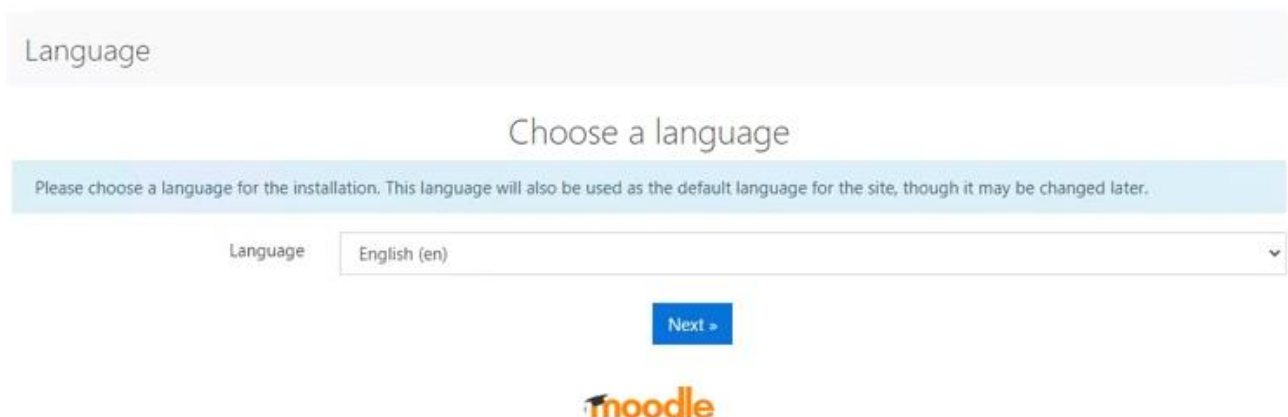 Language
Choose a language
Please choose a language for the installation. This language will also be used as the default language for the site, though it may be changed later.
Language English (en)
Next »
moodle